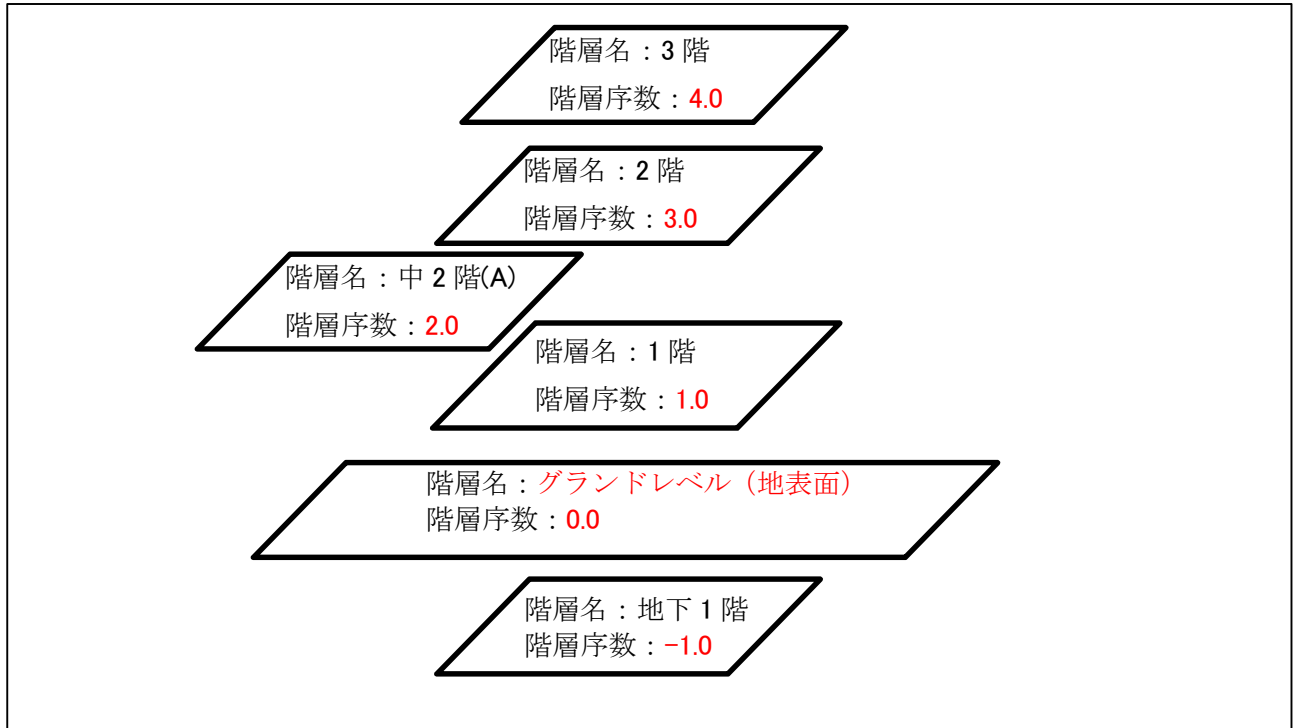 階層名：3 階
階層序数：4.0
階層名：2 階
階層序数：3.0
階層名：中 2 階(A)
階層序数：2.0
階層名：1 階
階層序数：1.0
階層名：グランドレベル（地表面）
階層序数：0.0
階層名：地下 1 階
階層序数：-1.0